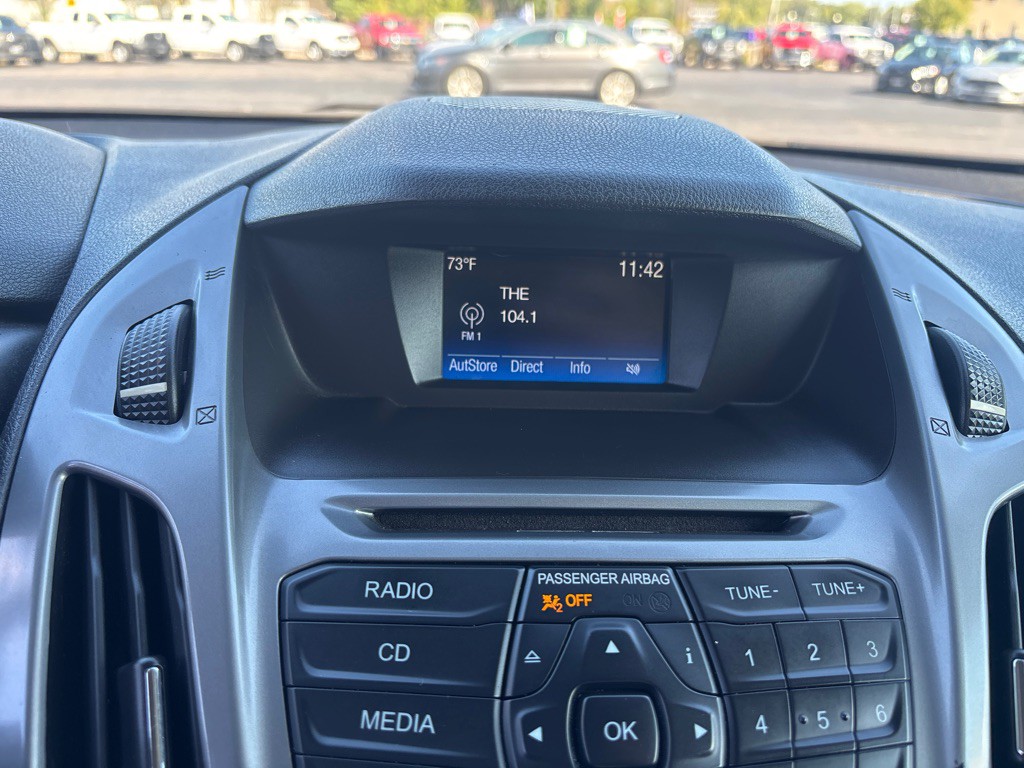 73°F 11:42
THE
104.1
FM 1
AutStore Direct Info
RADIO
PASSENGER AIRBAG
2 OFF ON
TUNE- TUNE+
CD
i
1 2 3
MEDIA
OK
4 5 6